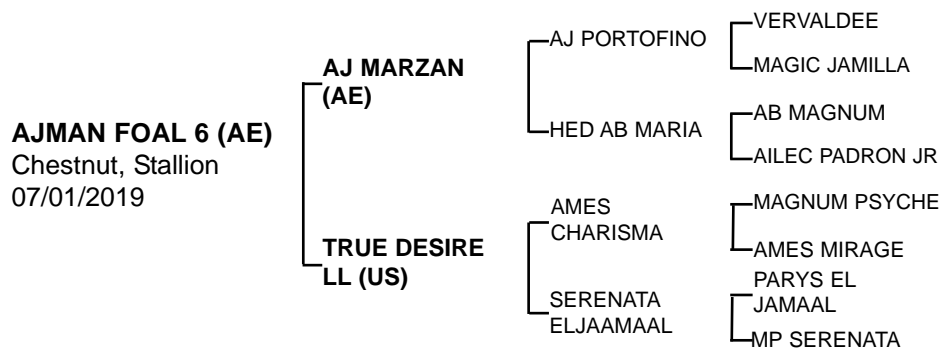 AJMAN FOAL 6 (AE)
Chestnut, Stallion
07/01/2019
AJ MARZAN
(AE)
TRUE DESIRE
LL (US)
AJ PORTOFINO
HED AB MARIA
AMES
CHARISMA
SERENATA
ELJAAMAAL
VERVALDEE
MAGIC JAMILLA
AB MAGNUM
AILEC PADRON JR
MAGNUM PSYCHE
AMES MIRAGE
PARYS EL
JAMAAL
MP SERENATA